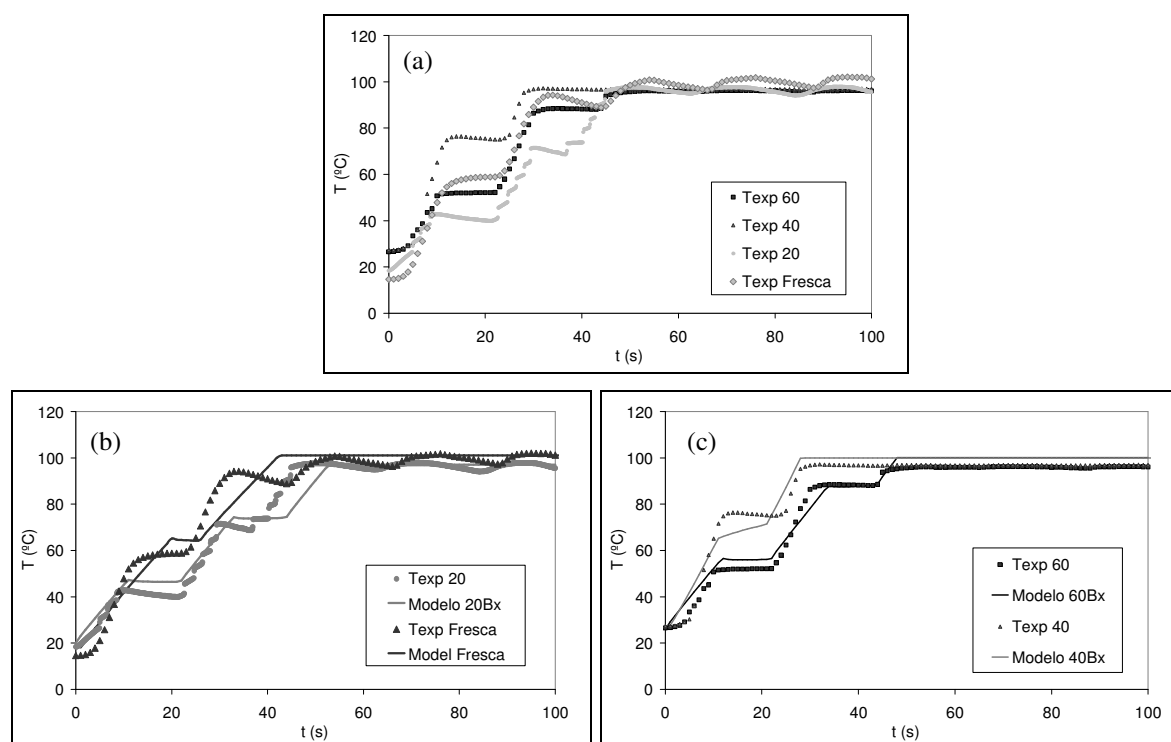 (a)
T (ºC)
120
100
80
60
40
20
0
0 20 40 60 80 100
t (s)
Texp 60
Texp 40
Texp 20
Texp Fresca
(b)
T (ºC)
120
100
80
60
40
20
0
0 20 40 60 80 100
t (s)
Texp 20
Modelo 20Bx
Texp Fresca
Model Fresca
(c)
T (ºC)
120
100
80
60
40
20
0
0 20 40 60 80 100
t (s)
Texp 60
Modelo 60Bx
Texp 40
Modelo 40Bx